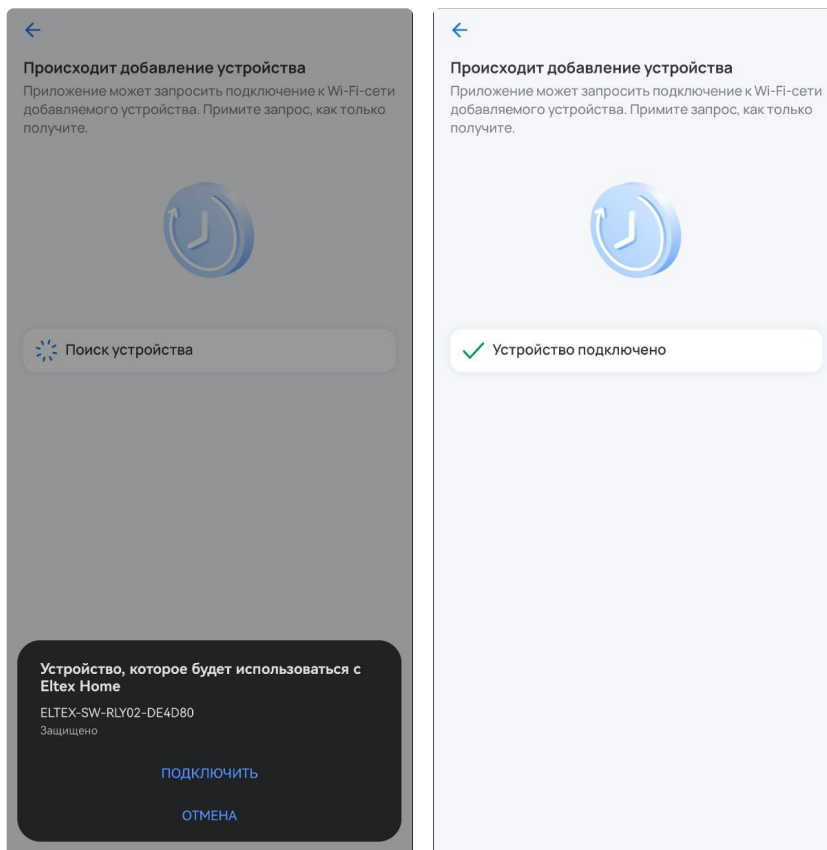 Происходит добавление устройства
Приложение может запросить подключение к Wi-Fi-сети
добавляемого устройства. Примите запрос, как только
получите.
Поиск устройства
Устройство, которое будет использоваться с
Eltex Home
ELTEX-SW-RLY02-DE4D80
Защищено
ПОДКЛЮЧИТЬ
ОТМЕНА
Происходит добавление устройства
Приложение может запросить подключение к Wi-Fi-сети
добавляемого устройства. Примите запрос, как только
получите.
Устройство подключено